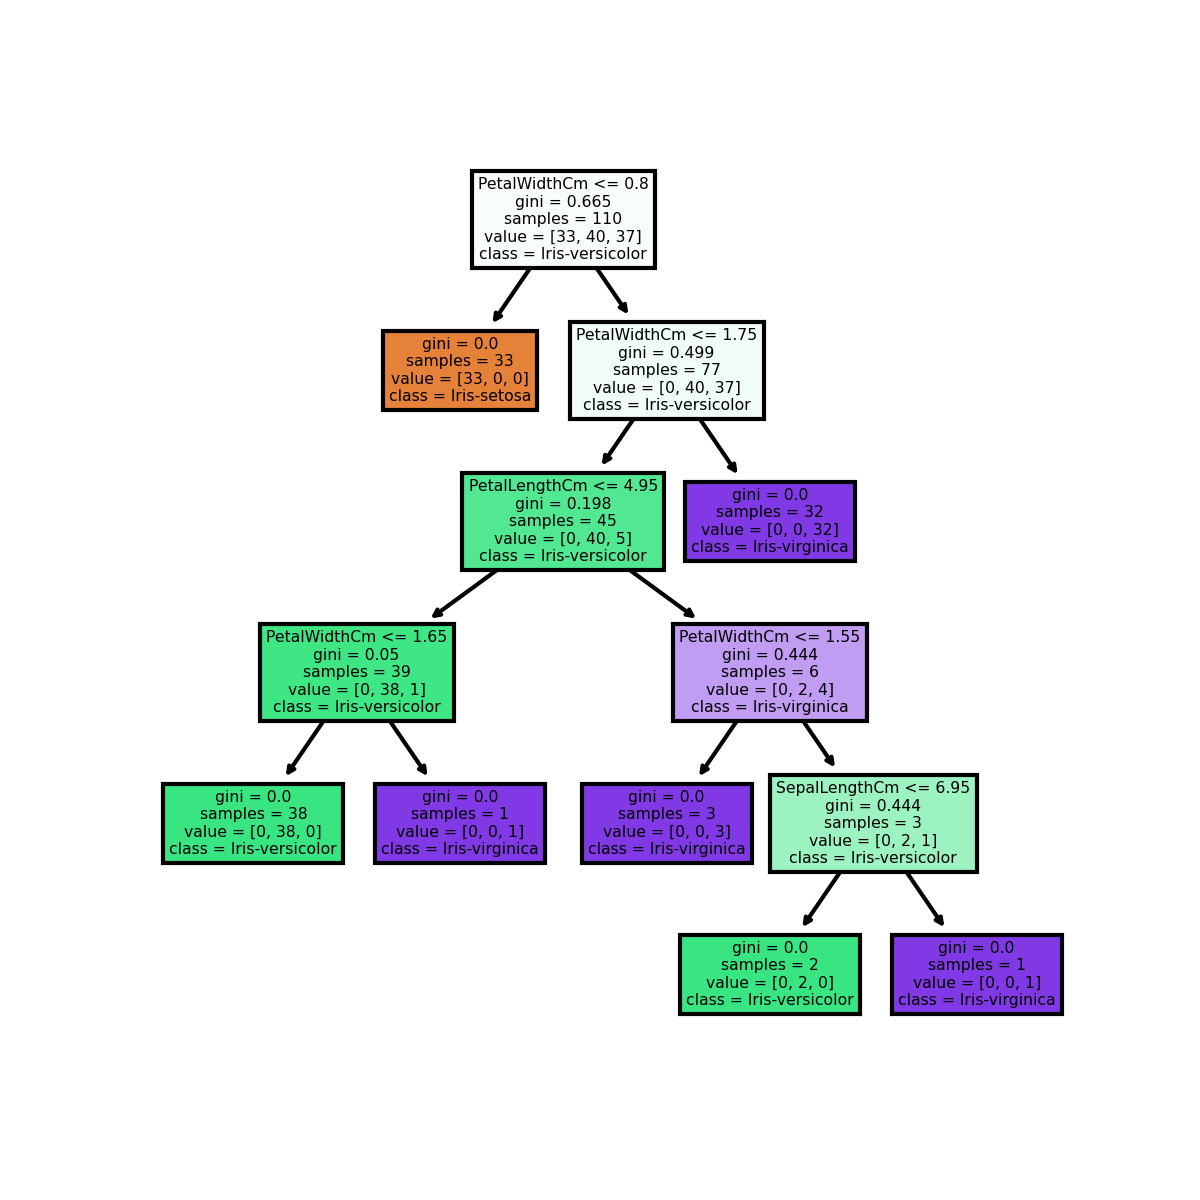 PetalWidthCm <= 0.8
gini = 0.665
samples = 110
value = [33, 40, 37]
class = Iris-versicolor
gini = 0.0
samples = 33
value = [33, 0, 0]
class = Iris-setosa
PetalWidthCm <= 1.75
gini = 0.499
samples = 77
value = [0, 40, 37]
class = Iris-versicolor
PetalLengthCm <= 4.95
gini = 0.198
samples = 45
value = [0, 40, 5]
class = Iris-versicolor
gini = 0.0
samples = 32
value = [0, 0, 32]
class = Iris-virginica
PetalWidthCm <= 1.65
gini = 0.05
samples = 39
value = [0, 38, 1]
class = Iris-versicolor
PetalWidthCm <= 1.55
gini = 0.444
samples = 6
value = [0, 2, 4]
class = Iris-virginica
gini = 0.0
samples = 38
value = [0, 38, 0]
class = Iris-versicolor
gini = 0.0
samples = 1
value = [0, 0, 1]
class = Iris-virginica
gini = 0.0
samples = 3
value = [0, 0, 3]
class = Iris-virginica
SepalLengthCm <= 6.95
gini = 0.444
samples = 3
value = [0, 2, 1]
class = Iris-versicolor
gini = 0.0
samples = 2
value = [0, 2, 0]
class = Iris-versicolor
gini = 0.0
samples = 1
value = [0, 0, 1]
class = Iris-virginica